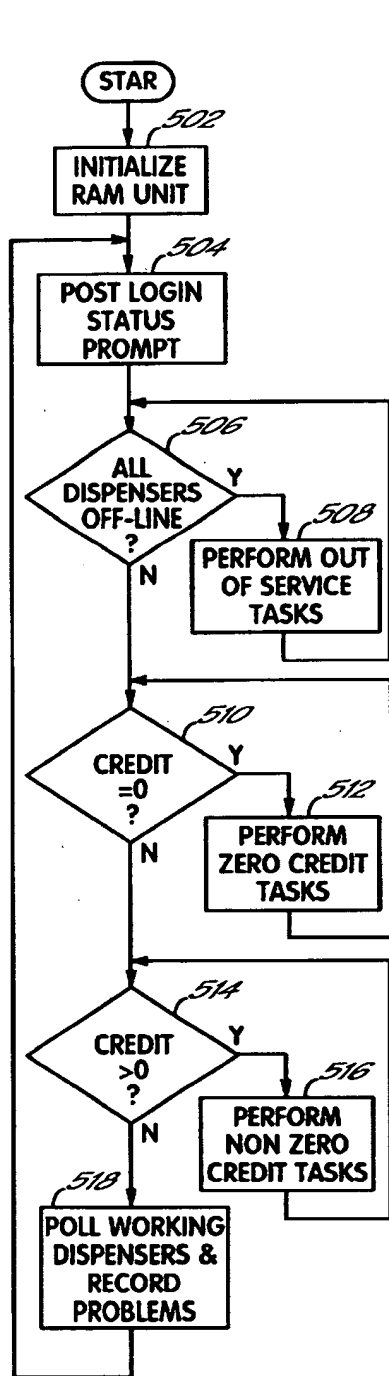 STAR
502
INITIALIZE
RAM UNIT
504
POST LOGIN
STATUS
PROMPT
506
ALL
DISPENSERS
OFF-LINE
?
Y
N
508
PERFORM OUT
OF SERVICE
TASKS
510
CREDIT
=0
?
Y
N
512
PERFORM
ZERO CREDIT
TASKS
514
CREDIT
>0
?
Y
N
516
PERFORM
NON ZERO
CREDIT TASKS
518
POLL WORKING
DISPENSERS &
RECORD
PROBLEMS